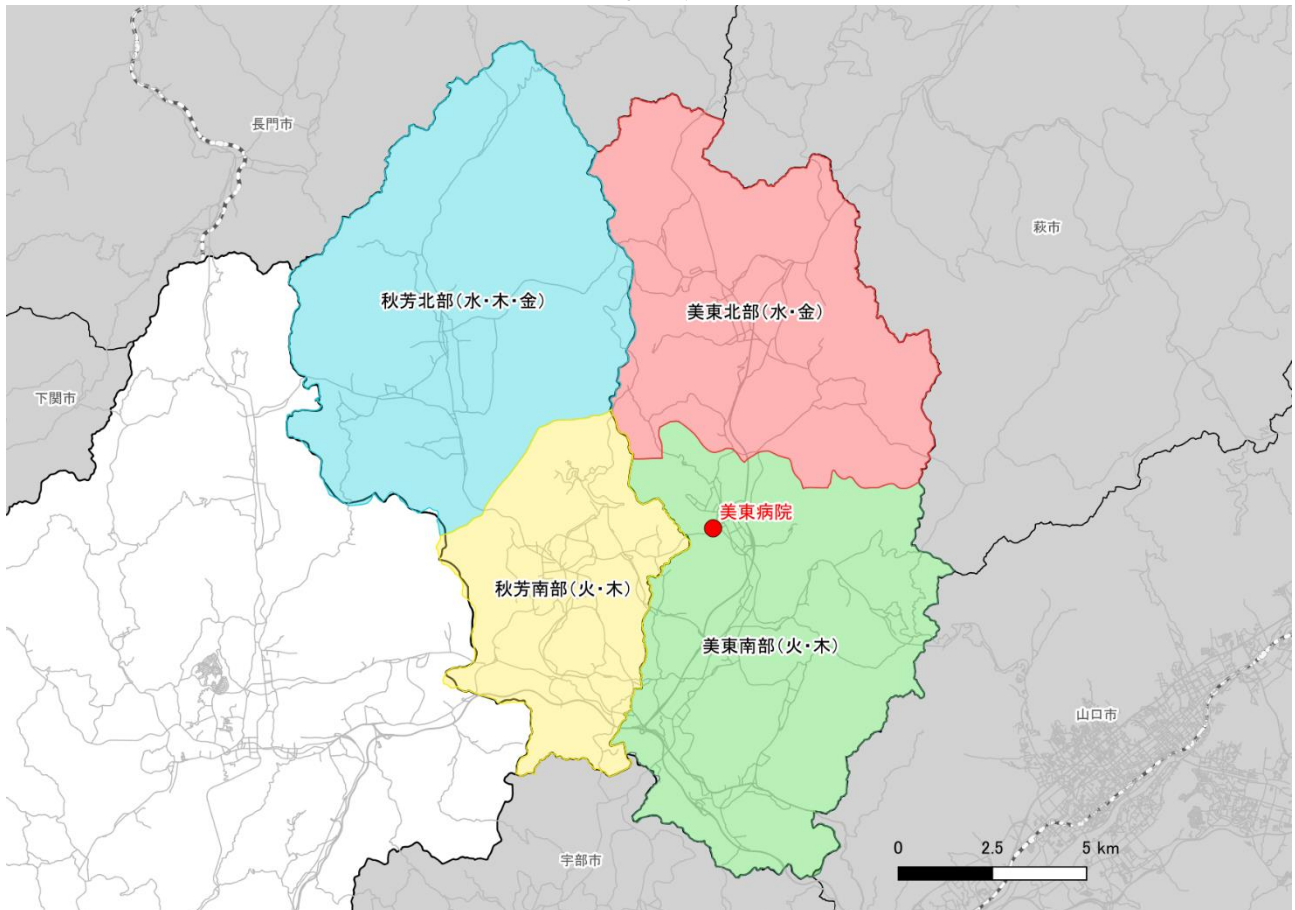 長門市
萩市
秋芳北部(水・木・金)
美東北部(水・金)
下関市
美東病院
秋芳南部(火・木)
美東南部(火・木)
山口市
宇部市
0 2.5 5 km